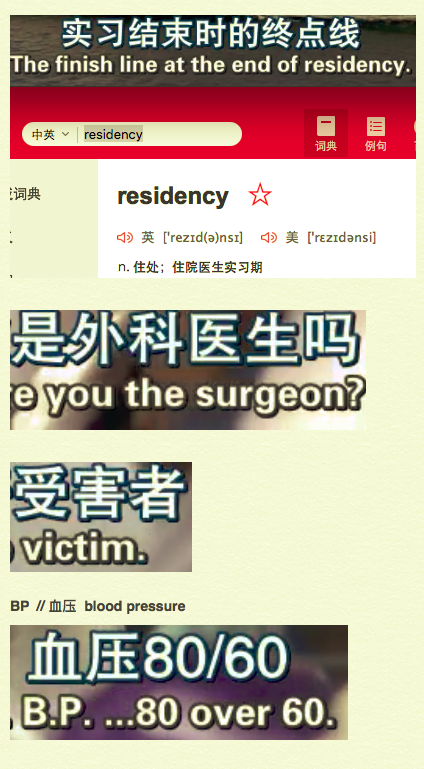 实习结束时的终点线
The finish line at the end of residency.
中英 residency
词典 例句
词典
residency
英 ['rezɪd(ə)nsɪ] 美 ['rɛzɪdənsi]
n. 住处；住院医生实习期
是外科医生吗
e you the surgeon?
受害者
victim.
BP // 血压 blood pressure
血压80/60
B.P. ...80 over 60.